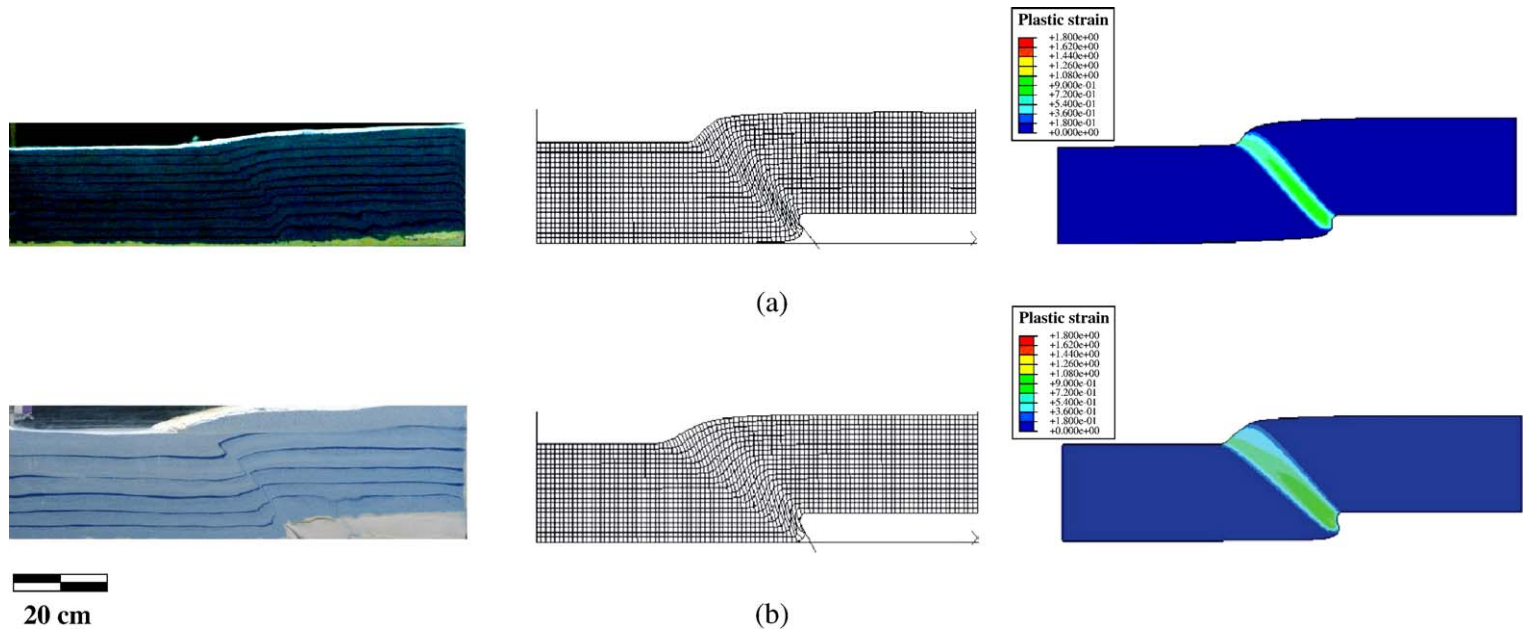 Plastic strain
+1.800e+00
+1.620e+00
+1.440e+00
+1.260e+00
+1.080e+00
+9.000e-01
+7.200e-01
+5.400e-01
+3.600e-01
+1.800e-01
+0.000e+00
(a)
Plastic strain
+1.800e+00
+1.620e+00
+1.440e+00
+1.260e+00
+1.080e+00
+9.000e-01
+7.200e-01
+5.400e-01
+3.600e-01
+1.800e-01
+0.000e+00
20 cm
(b)